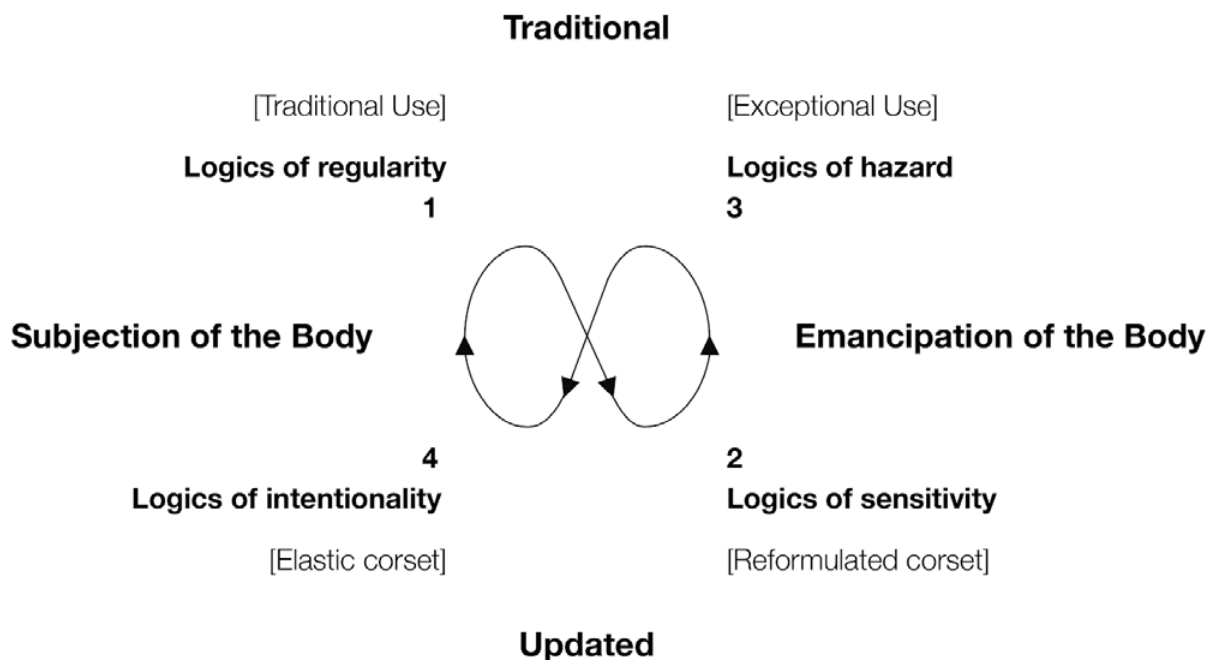 Traditional
[Traditional Use]
[Exceptional Use]
Logics of regularity
Logics of hazard
1
3
Subjection of the Body
Emancipation of the Body
4
2
Logics of intentionality
Logics of sensitivity
[Elastic corset]
[Reformulated corset]
Updated